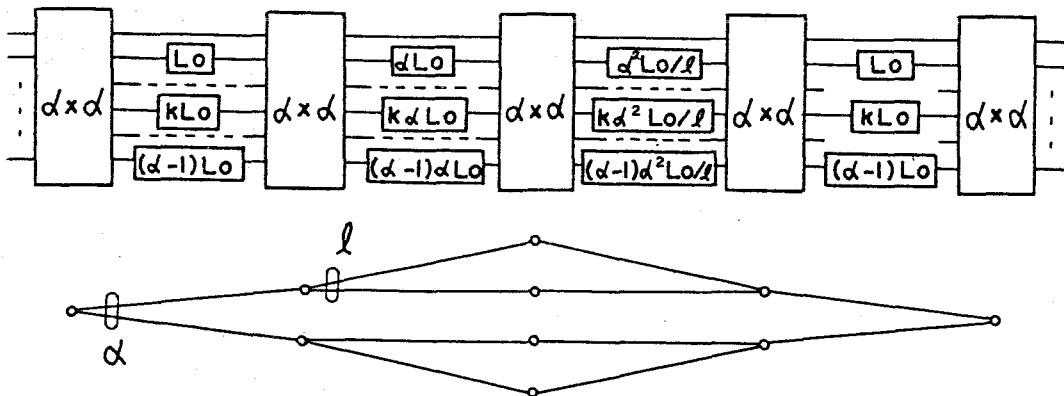 Lo αLo α²Lo/ℓ Lo
α×α kLo α×α kαLo α×α kα²Lo/ℓ α×α kLo α×α
(α-1)Lo (α-1)αLo (α-1)α²Lo/ℓ (α-1)Lo
ℓ
α